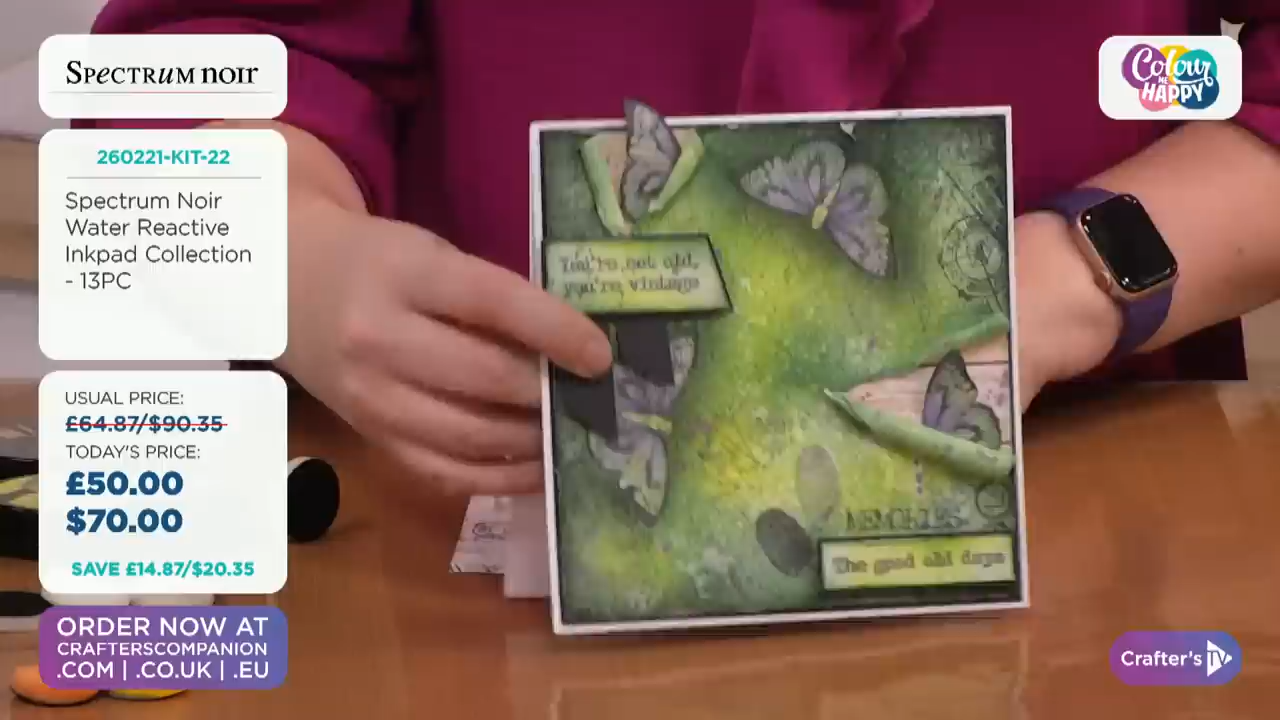 SPECTRUM NOIR
260221-KIT-22
Spectrum Noir
Water Reactive
Inkpad Collection
- 13PC
USUAL PRICE:
£64.87/$90.35
TODAY'S PRICE:
£50.00
$70.00
SAVE £14.87/$20.35
ORDER NOW AT
CRAFTERSCOMPANION
.COM | .CO.UK | .EU
Colour
ME
HAPPY
You're not old,
you're vintage
MEMORIES
The good old days
Crafter's TV